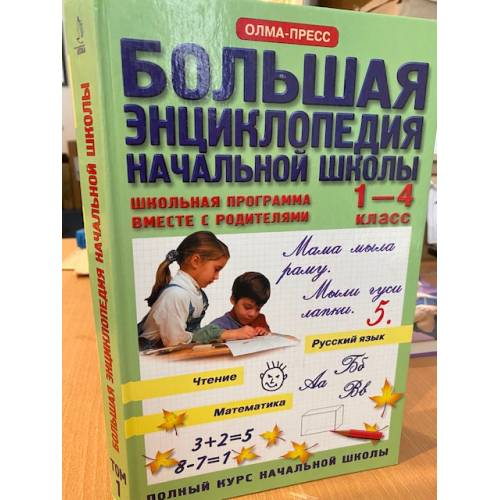 ОЛМА-ПРЕСС
БОЛЬШАЯ
ЭНЦИКЛОПЕДИЯ
НАЧАЛЬНОЙ ШКОЛЫ
ШКОЛЬНАЯ ПРОГРАММА
ВМЕСТЕ С РОДИТЕЛЯМИ
1—4
КЛАСС
Мама мыла
раму.
Мыли гуси
лапки.
5.
Русский язык
Чтение
Аа Бб
Вв
Математика
3+2=5
8-7=1
ПОЛНЫЙ КУРС НАЧАЛЬНОЙ ШКОЛЫ
БОЛЬШАЯ ЭНЦИКЛОПЕДИЯ НАЧАЛЬНОЙ ШКОЛЫ
ТОМ
1